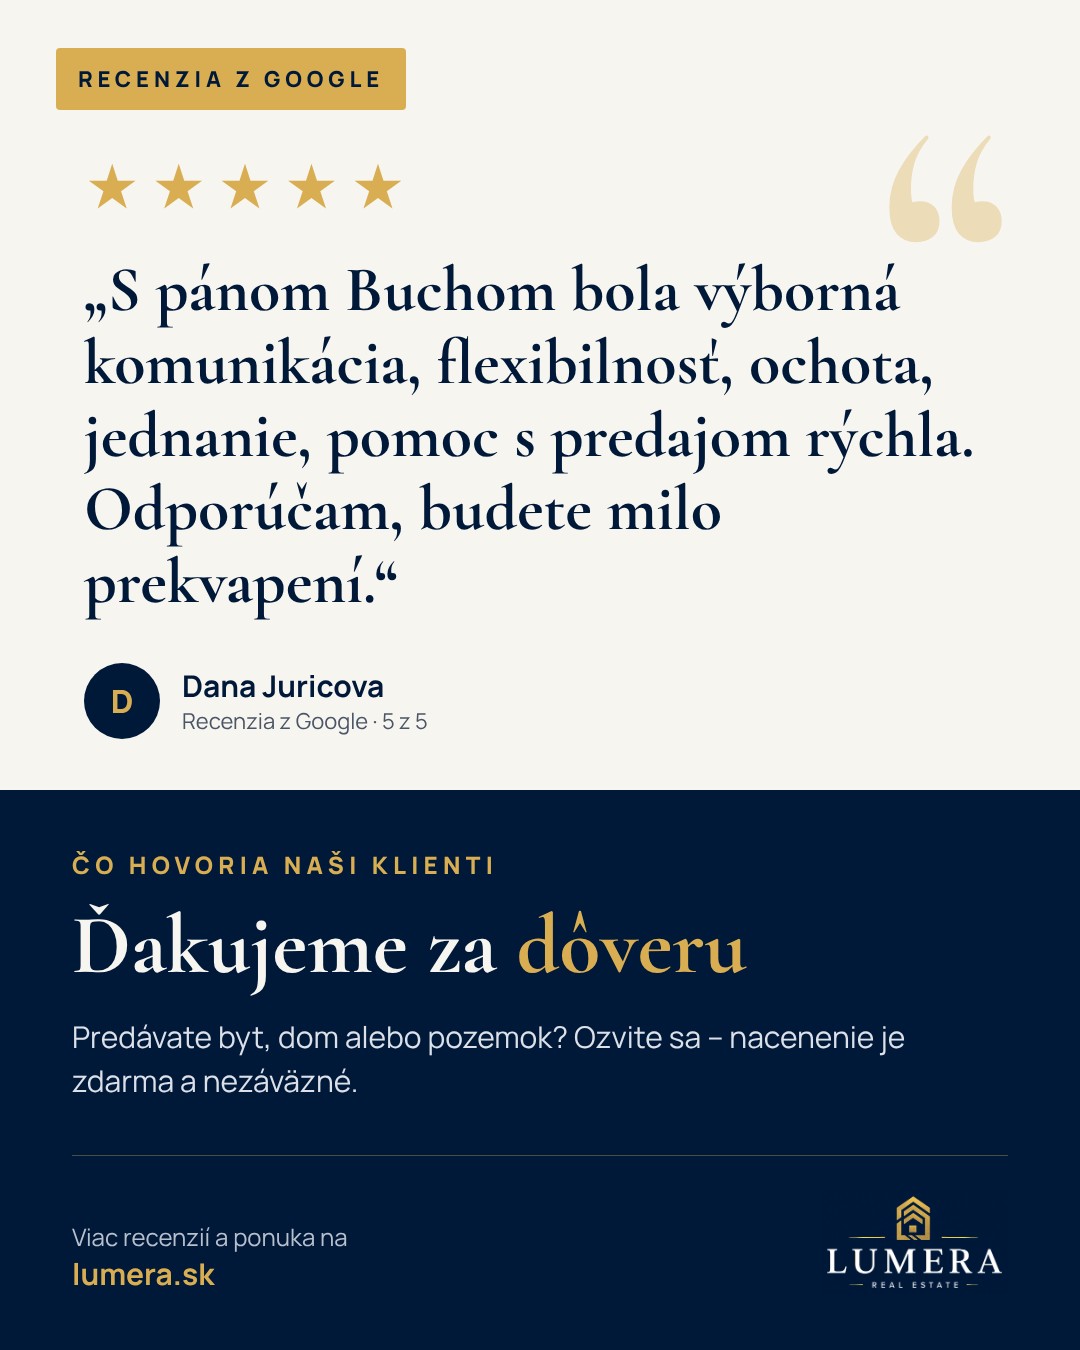 RECENZIA Z GOOGLE
★★★★★
“
„S pánom Buchom bola výborná
komunikácia, flexibilnosť, ochota,
jednanie, pomoc s predajom rýchla.
Odporúčam, budete milo
prekvapení.“
D
Dana Juricova
Recenzia z Google · 5 z 5
ČO HOVORIA NAŠI KLIENTI
Ďakujeme za dôveru
Predávate byt, dom alebo pozemok? Ozvite sa – nacenenie je
zdarma a nezáväzné.
Viac recenzií a ponuka na
lumera.sk
LUMERA
REAL ESTATE